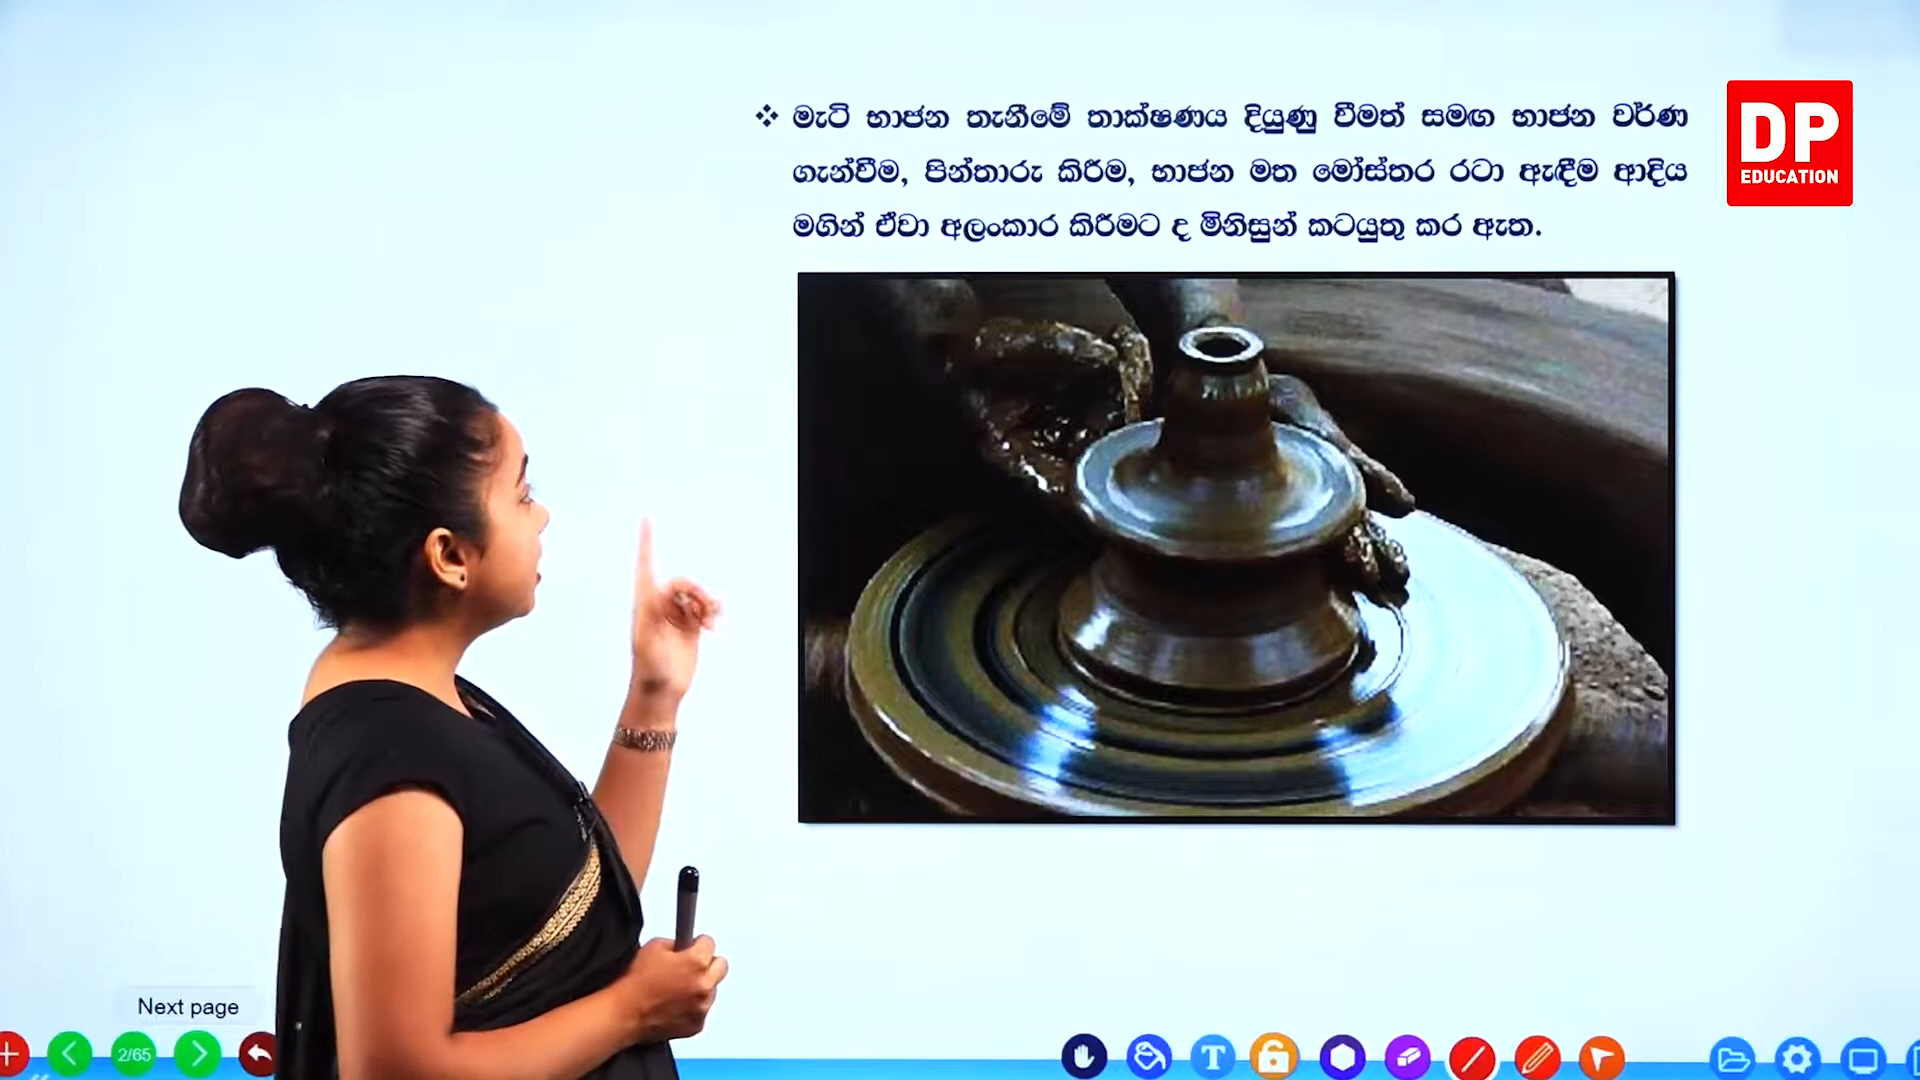 ❖ මැටි භාජන තැනීමේ තාක්ෂණය දියුණු වීමත් සමඟ භාජන වර්ණ
ගැන්වීම, පින්තාරු කිරීම, භාජන මත මෝස්තර රටා ඇඳීම ආදිය
මගින් ඒවා අලංකාර කිරීමට ද මිනිසුන් කටයුතු කර ඇත.
DP
EDUCATION
Next page
2/65
T